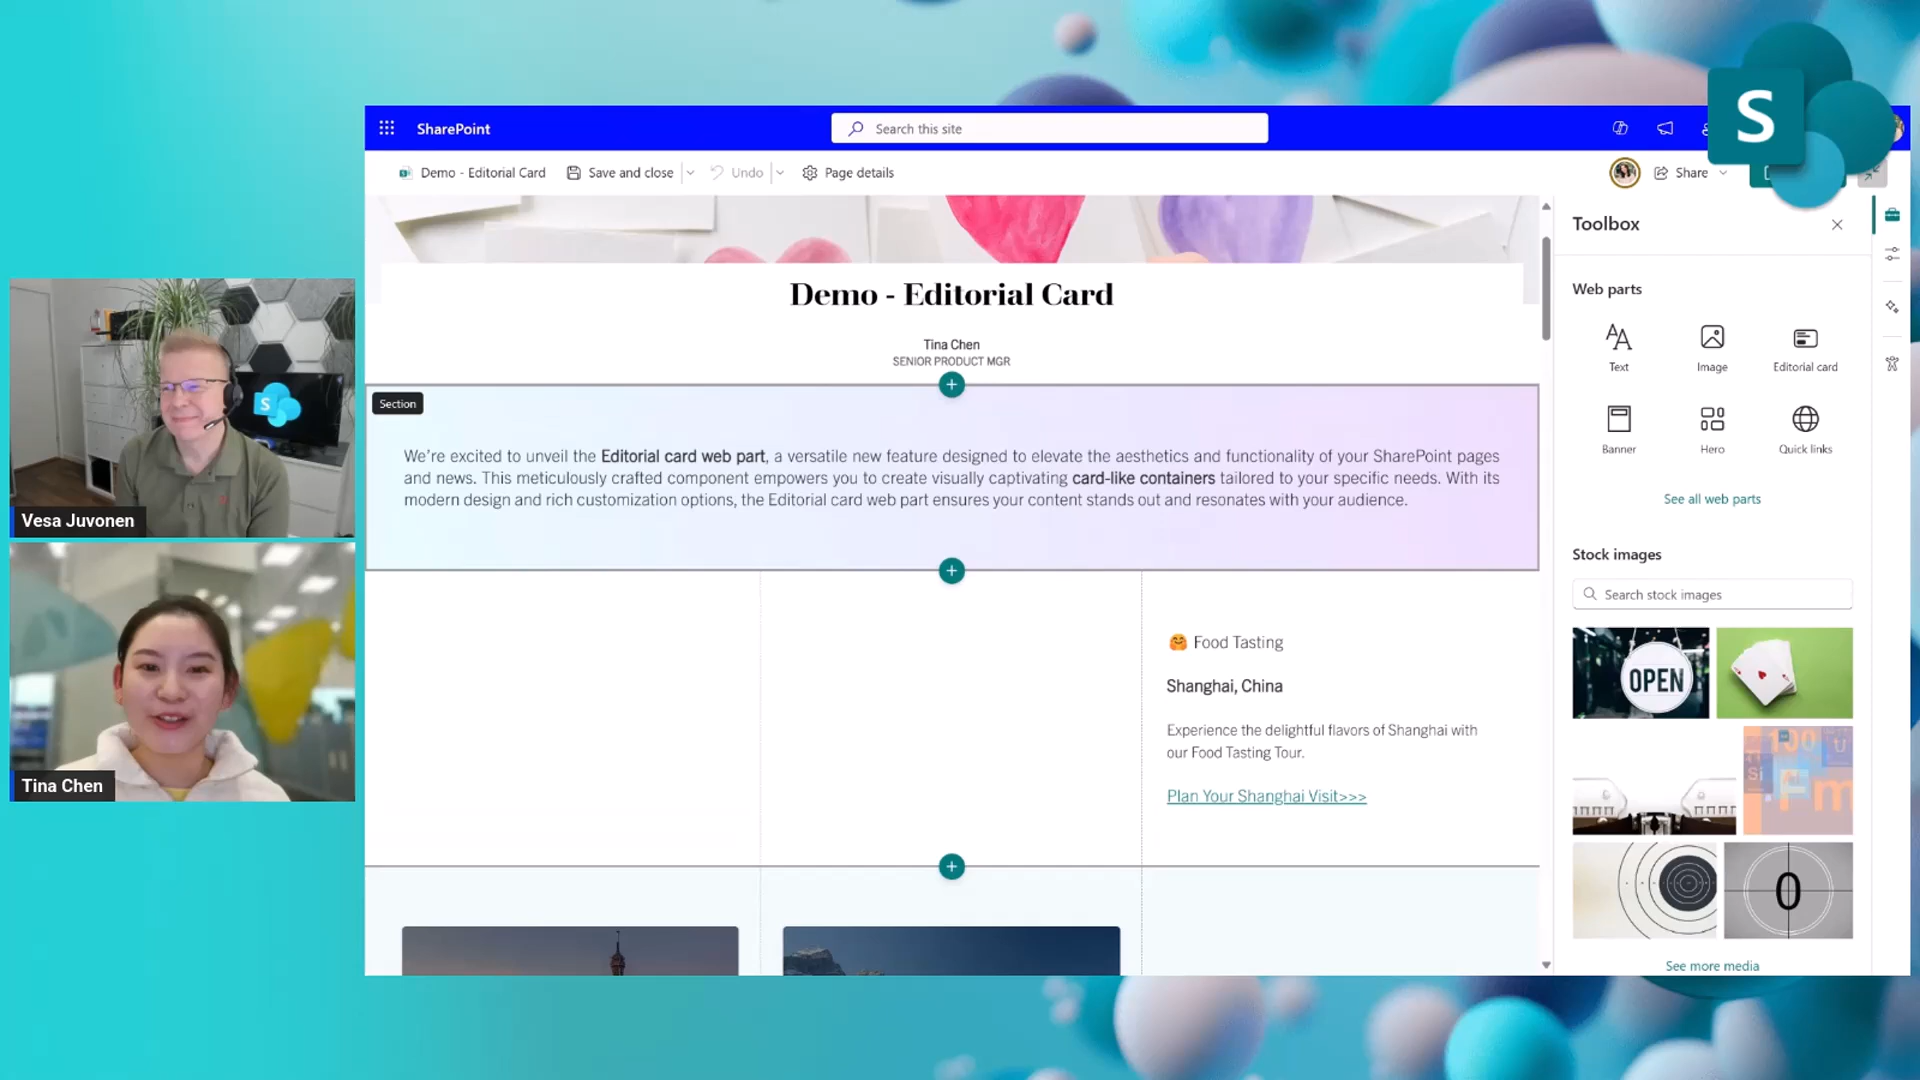 SharePoint
Search this site
S
Demo - Editorial Card
Save and close
Undo
Page details
Share
Demo - Editorial Card
Tina Chen
SENIOR PRODUCT MGR
Section
We're excited to unveil the Editorial card web part, a versatile new feature designed to elevate the aesthetics and functionality of your SharePoint pages
and news. This meticulously crafted component empowers you to create visually captivating card-like containers tailored to your specific needs. With its
modern design and rich customization options, the Editorial card web part ensures your content stands out and resonates with your audience.
🤗 Food Tasting
Shanghai, China
Experience the delightful flavors of Shanghai with
our Food Tasting Tour.
Plan Your Shanghai Visit>>>
Toolbox
Web parts
Text
Image
Editorial card
Banner
Hero
Quick links
See all web parts
Stock images
Search stock images
OPEN
100
Si
U
Fm
0
See more media
S
Vesa Juvonen
Tina Chen